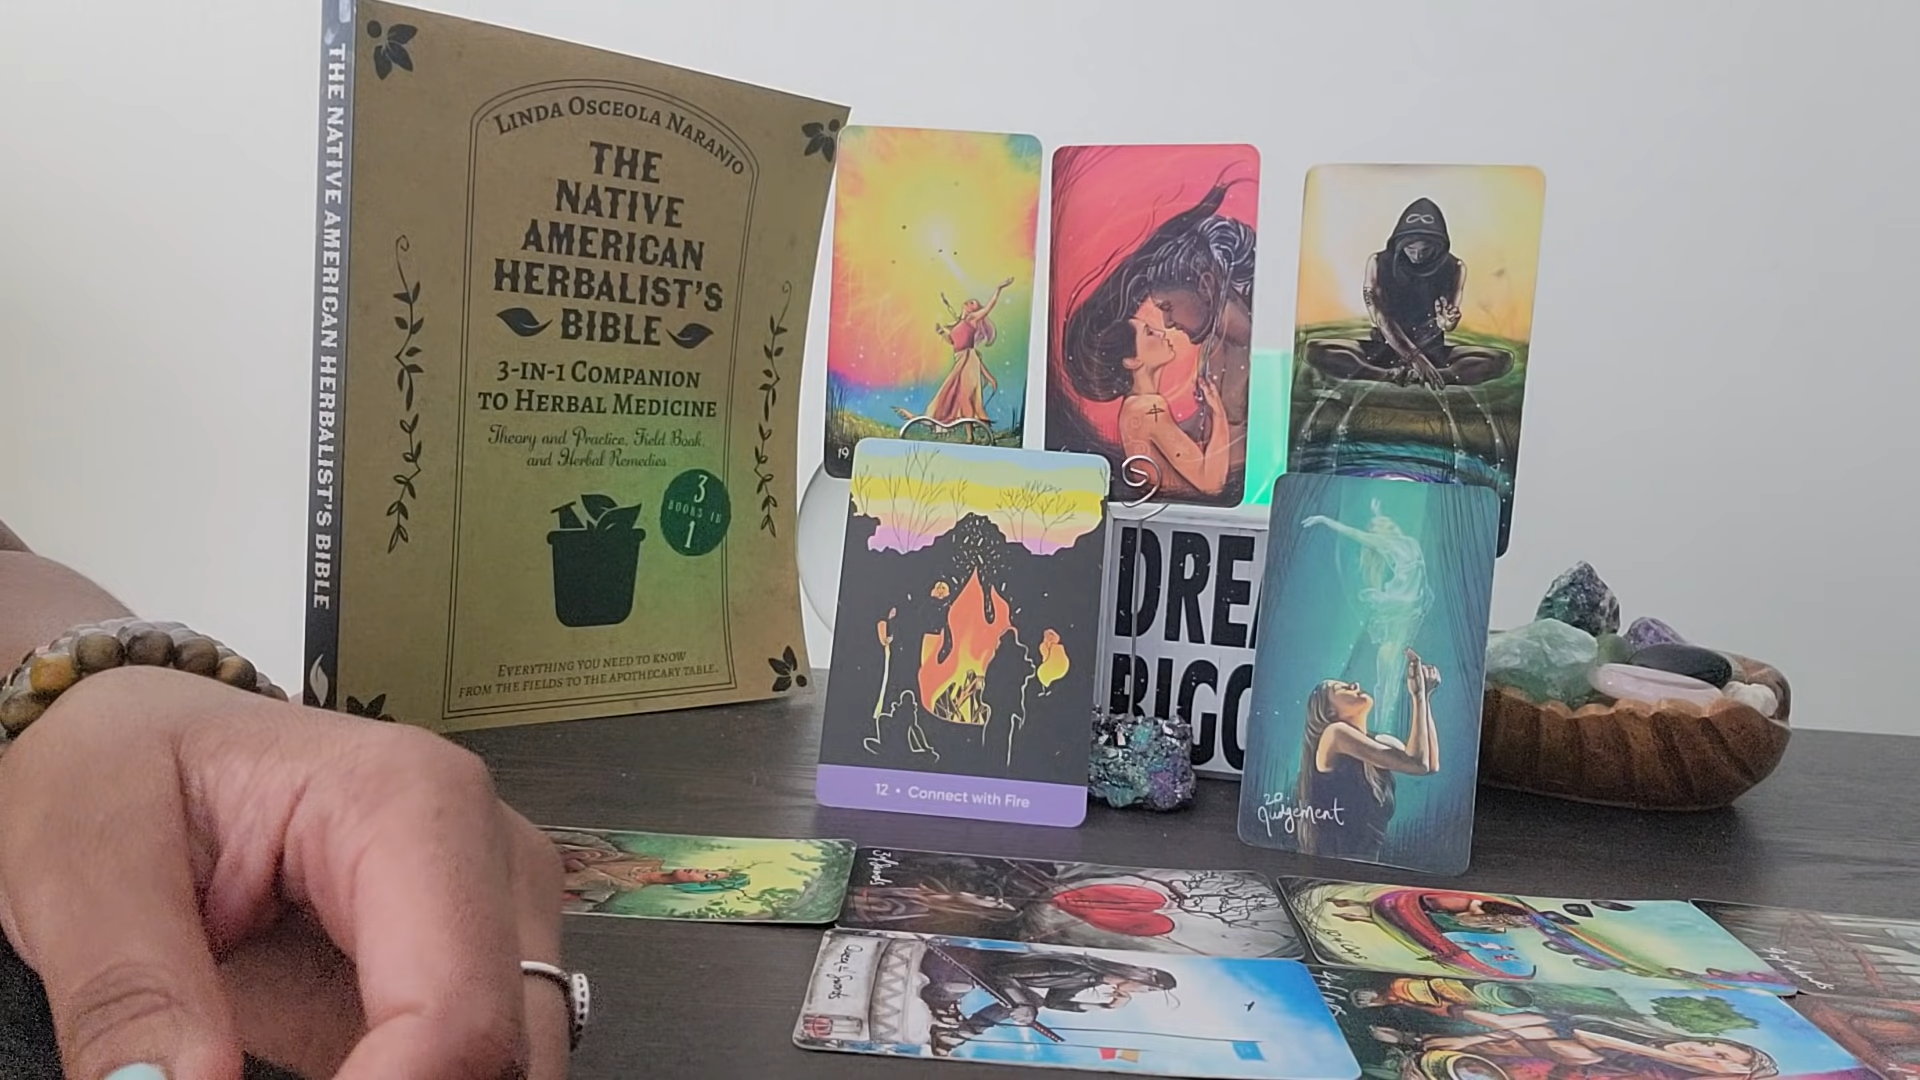 THE NATIVE AMERICAN HERBALIST'S BIBLE
LINDA OSCEOLA NARANJO
THE
NATIVE
AMERICAN
HERBALIST'S
BIBLE
3-IN-1 COMPANION
TO HERBAL MEDICINE
Theory and Practice, Field Book,
and Herbal Remedies
3
BOOKS IN
1
EVERYTHING YOU NEED TO KNOW
FROM THE FIELDS TO THE APOTHECARY TABLE.
19
12 • Connect with Fire
DREA
BIGG
20
Judgement
10 of Cups